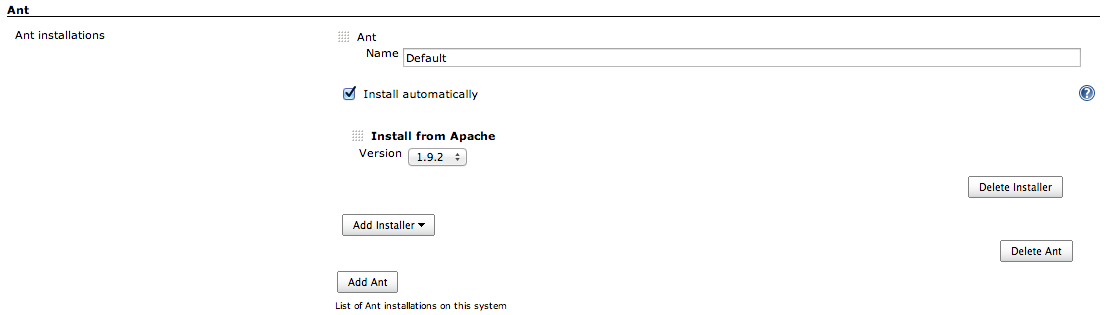 Ant
Ant installations
Ant
Name Default
Install automatically
?
Install from Apache
Version 1.9.2
Delete Installer
Add Installer
Delete Ant
Add Ant
List of Ant installations on this system